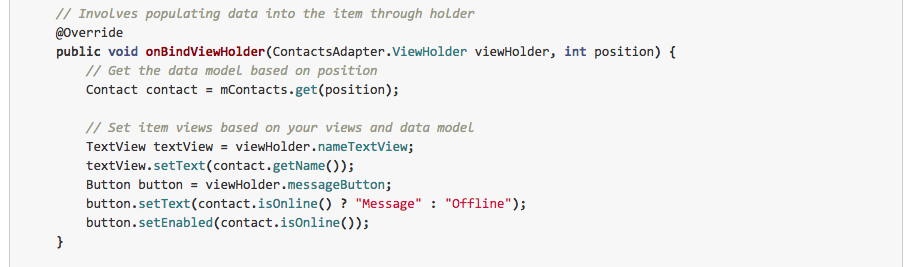 // Involves populating data into the item through holder
@Override
public void onBindViewHolder(ContactsAdapter.ViewHolder viewHolder, int position) {
// Get the data model based on position
Contact contact = mContacts.get(position);
// Set item views based on your views and data model
TextView textView = viewHolder.nameTextView;
textView.setText(contact.getName());
Button button = viewHolder.messageButton;
button.setText(contact.isOnline() ? "Message" : "Offline");
button.setEnabled(contact.isOnline());
}